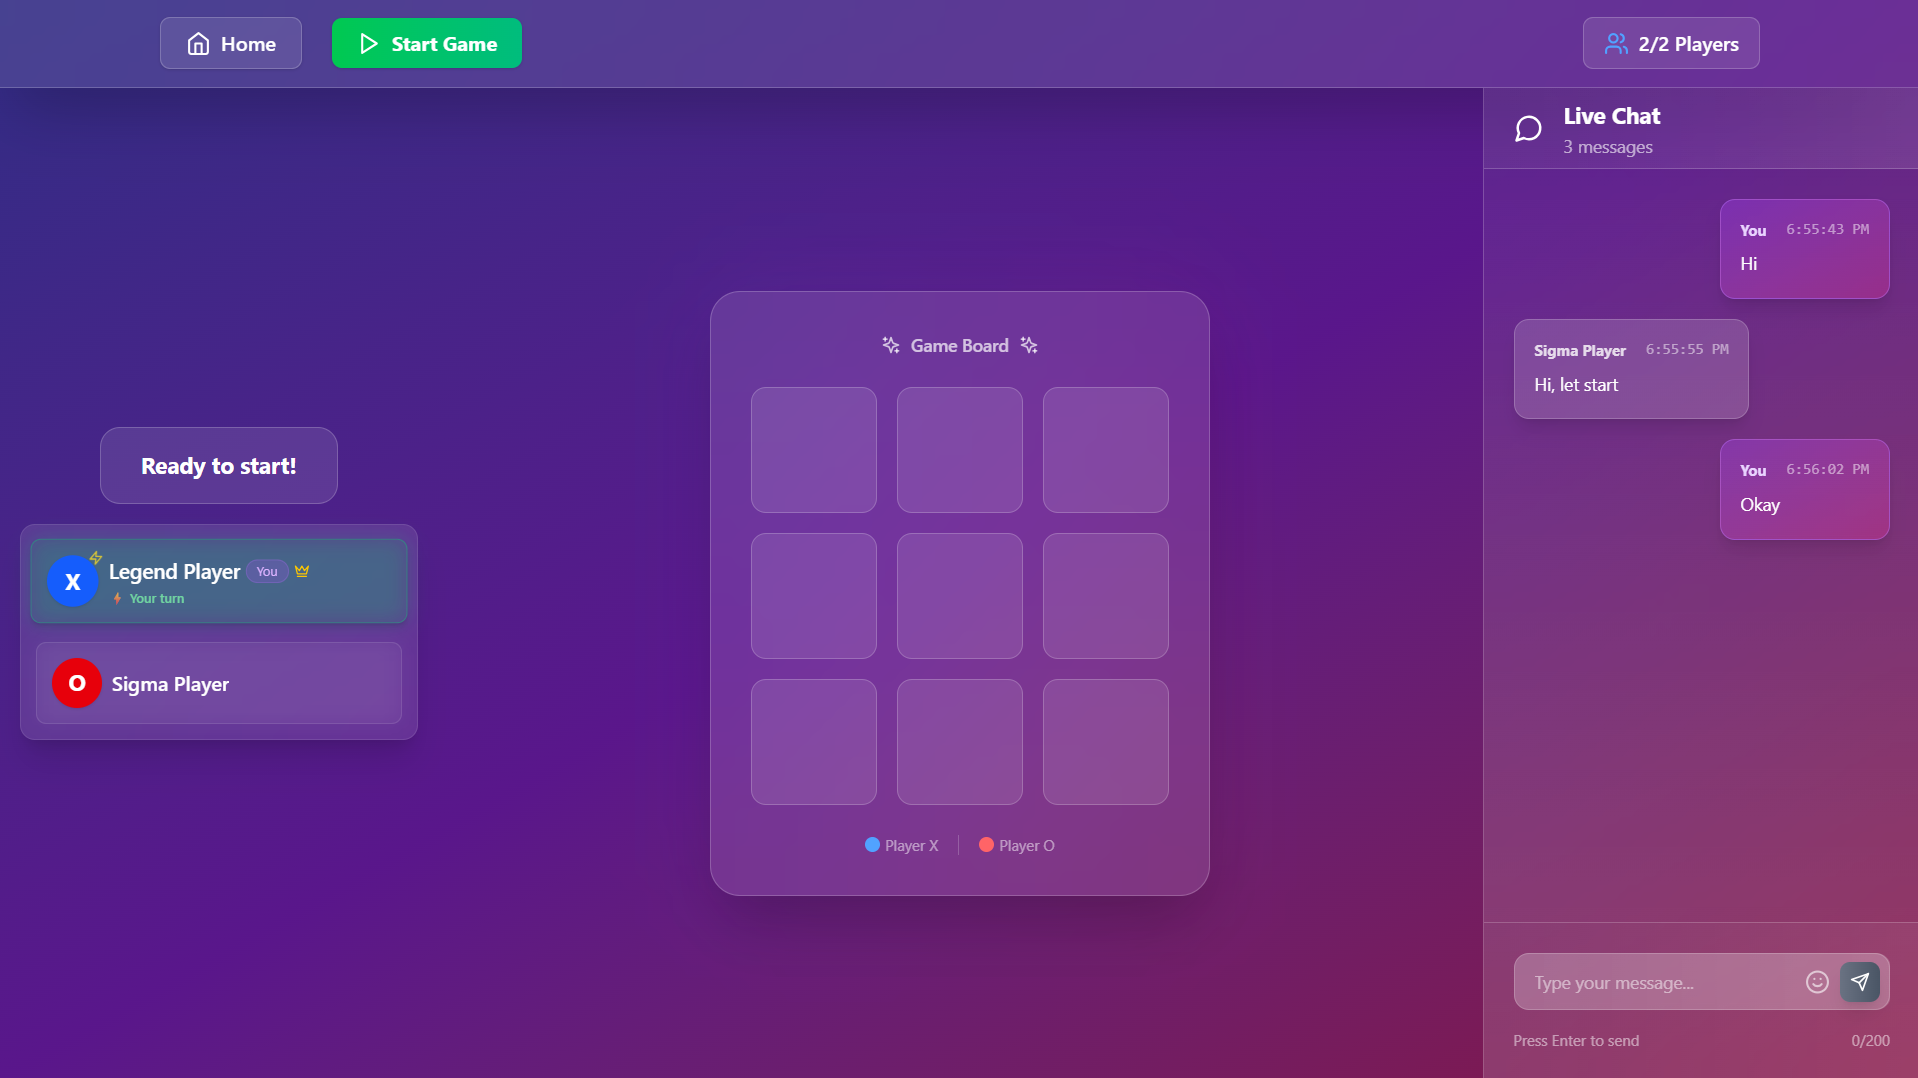 Home
Start Game
2/2 Players
Live Chat
3 messages
You 6:55:43 PM
Hi
Sigma Player 6:55:55 PM
Hi, let start
You 6:56:02 PM
Okay
Type your message...
Press Enter to send 0/200
Ready to start!
X
Legend Player You
Your turn
O
Sigma Player
Game Board
Player X
Player O